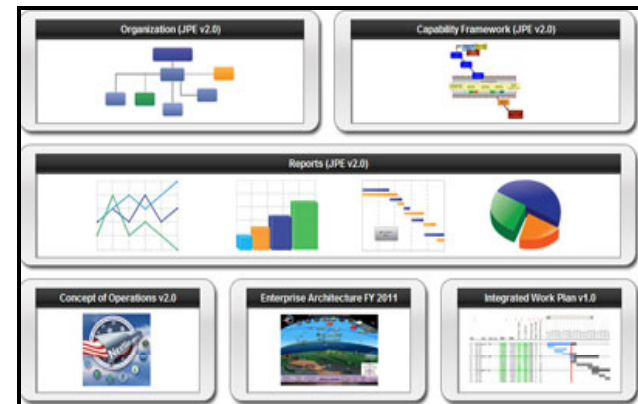 Organization (JPE v2.0)
Capability Framework (JPE v2.0)
Reports (JPE v2.0)
Concept of Operations v2.0
Enterprise Architecture FY 2011
Integrated Work Plan v1.0